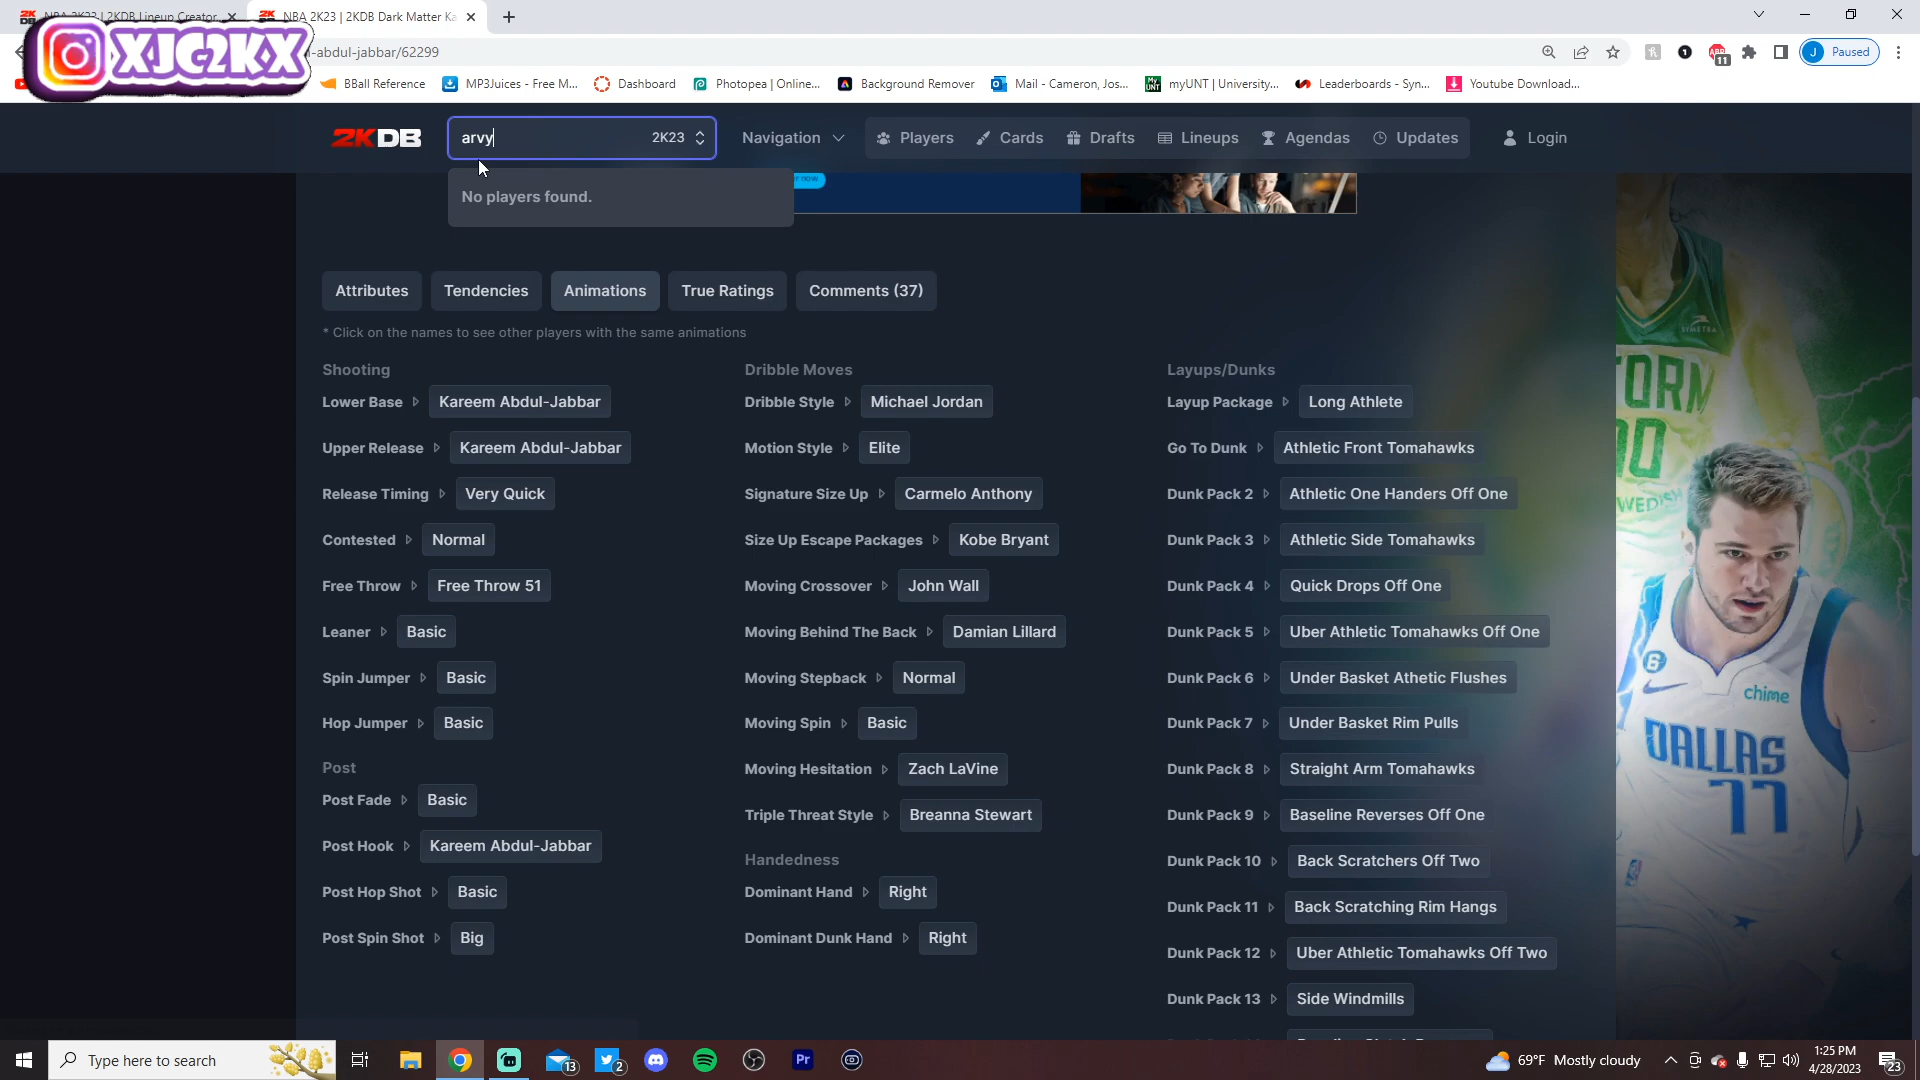 NBA 2K23 | 2KDB Lineup Creator
NBA 2K23 | 2KDB Dark Matter Ka
XJC2KX
-abdul-jabbar/62299
11
J Paused
BBall Reference
MP3Juices - Free M...
Dashboard
Photopea | Online...
Background Remover
Mail - Cameron, Jos...
myUNT | University...
Leaderboards - Syn...
Youtube Download...
2KDB
arvy
2K23
Navigation
Players
Cards
Drafts
Lineups
Agendas
Updates
Login
No players found.
Attributes
Tendencies
Animations
True Ratings
Comments (37)
* Click on the names to see other players with the same animations
Shooting
Lower Base Kareem Abdul-Jabbar
Upper Release Kareem Abdul-Jabbar
Release Timing Very Quick
Contested Normal
Free Throw Free Throw 51
Leaner Basic
Spin Jumper Basic
Hop Jumper Basic
Post
Post Fade Basic
Post Hook Kareem Abdul-Jabbar
Post Hop Shot Basic
Post Spin Shot Big
Dribble Moves
Dribble Style Michael Jordan
Motion Style Elite
Signature Size Up Carmelo Anthony
Size Up Escape Packages Kobe Bryant
Moving Crossover John Wall
Moving Behind The Back Damian Lillard
Moving Stepback Normal
Moving Spin Basic
Moving Hesitation Zach LaVine
Triple Threat Style Breanna Stewart
Handedness
Dominant Hand Right
Dominant Dunk Hand Right
Layups/Dunks
Layup Package Long Athlete
Go To Dunk Athletic Front Tomahawks
Dunk Pack 2 Athletic One Handers Off One
Dunk Pack 3 Athletic Side Tomahawks
Dunk Pack 4 Quick Drops Off One
Dunk Pack 5 Uber Athletic Tomahawks Off One
Dunk Pack 6 Under Basket Athetic Flushes
Dunk Pack 7 Under Basket Rim Pulls
Dunk Pack 8 Straight Arm Tomahawks
Dunk Pack 9 Baseline Reverses Off One
Dunk Pack 10 Back Scratchers Off Two
Dunk Pack 11 Back Scratching Rim Hangs
Dunk Pack 12 Uber Athletic Tomahawks Off Two
Dunk Pack 13 Side Windmills
chime
6
DALLAS
77
Type here to search
13
2
Pr
69°F Mostly cloudy
1:25 PM
4/28/2023
23